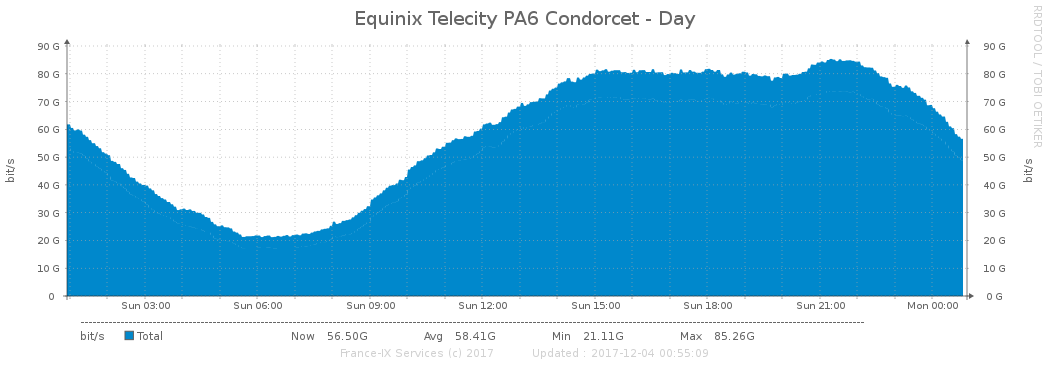 Equinix Telecity PA6 Condorcet - Day
RRDTOOL / TOBI OETIKER
bit/s
90 G
80 G
70 G
60 G
50 G
40 G
30 G
20 G
10 G
0
90 G
80 G
70 G
60 G
50 G
40 G
30 G
20 G
10 G
0 G
bit/s
Sun 03:00 Sun 06:00 Sun 09:00 Sun 12:00 Sun 15:00 Sun 18:00 Sun 21:00 Mon 00:00
bit/s Total Now 56.50G Avg 58.41G Min 21.11G Max 85.26G
France-IX Services (c) 2017 Updated : 2017-12-04 00:55:09